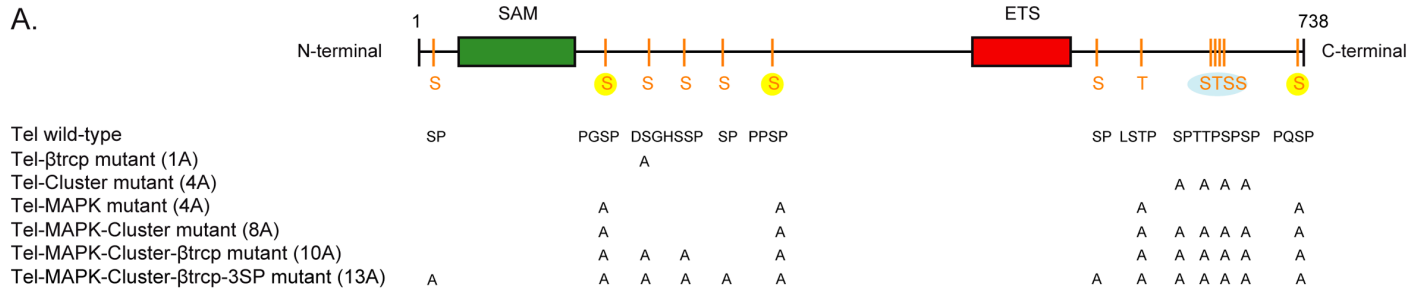 A.
SAM ETS
1 738
N-terminal C-terminal
S S S S S S S T STSS S
Tel wild-type SP PGSP DSGHSSP SP PPSP SP LSTP SPTTPSPSP PQSP
Tel-βtrcp mutant (1A) A
Tel-Cluster mutant (4A) A A A A
Tel-MAPK mutant (4A) A A A A
Tel-MAPK-Cluster mutant (8A) A A A A A A A A
Tel-MAPK-Cluster-βtrcp mutant (10A) A A A A A A A A A A
Tel-MAPK-Cluster-βtrcp-3SP mutant (13A) A A A A A A A A A A A A A